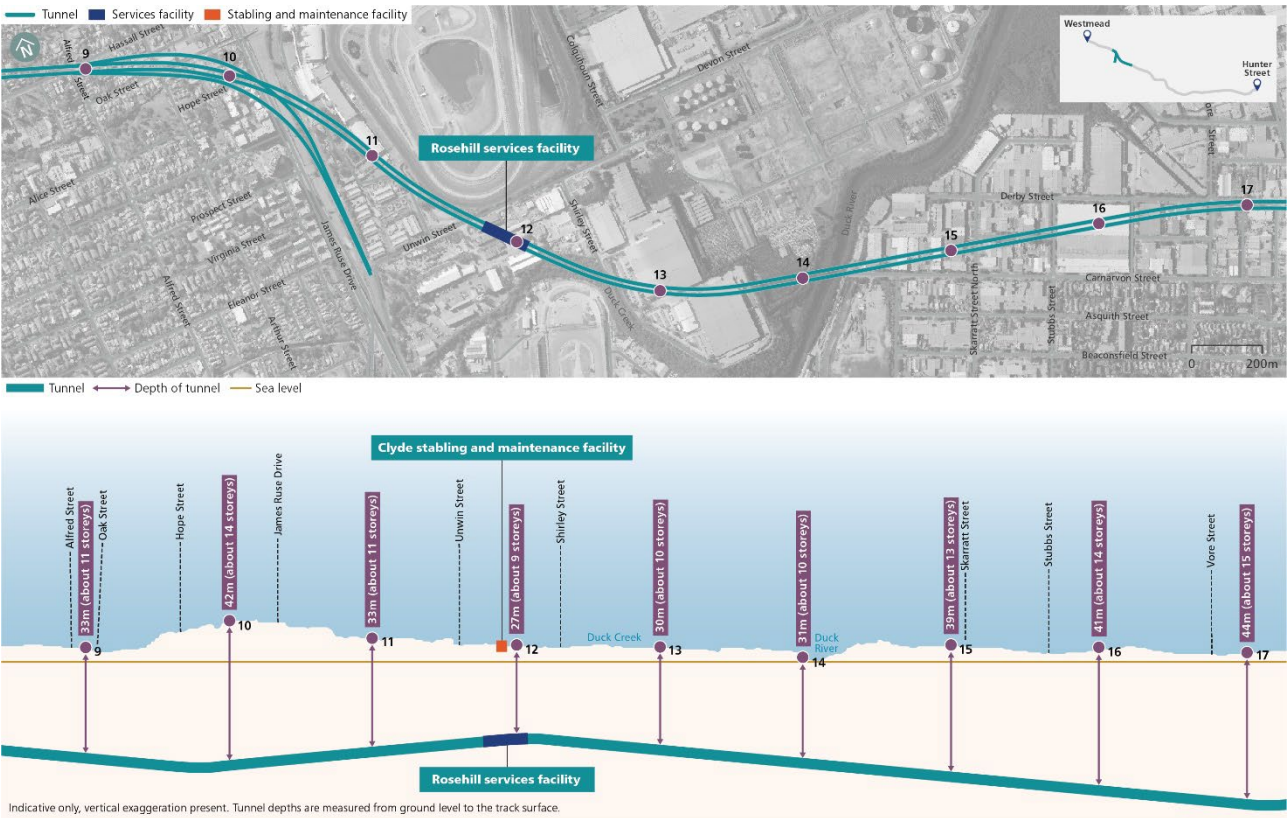 Tunnel
Services facility
Stabling and maintenance facility
N
Westmead
Hunter
Street
Alfred
Street
Hassall Street
9
10
Oak Street
Hope Street
Colquhoun Street
Devon Street
11
Rosehill services facility
Alice Street
Prospect Street
Virginia Street
Alfred Street
Eleanor Street
Arthur Street
James Ruse Drive
Unwin Street
12
Shirley Street
13
Duck Creek
14
Duck River
15
Derby Street
16
17
Street
Carnarvon Street
Skarratt Street North
Stubbs Street
Asquith Street
Beaconsfield Street
0 200m
Tunnel
Depth of tunnel
Sea level
Clyde stabling and maintenance facility
Alfred Street
33m (about 11 storeys)
Oak Street
Hope Street
42m (about 14 storeys)
James Ruse Drive
33m (about 11 storeys)
Unwin Street
27m (about 9 storeys)
Shirley Street
30m (about 10 storeys)
31m (about 10 storeys)
39m (about 13 storeys)
Skarratt Street
Stubbs Street
41m (about 14 storeys)
Vore Street
44m (about 15 storeys)
9
10
11
12
Duck Creek
13
Duck
River
14
15
16
17
Rosehill services facility
Indicative only, vertical exaggeration present. Tunnel depths are measured from ground level to the track surface.